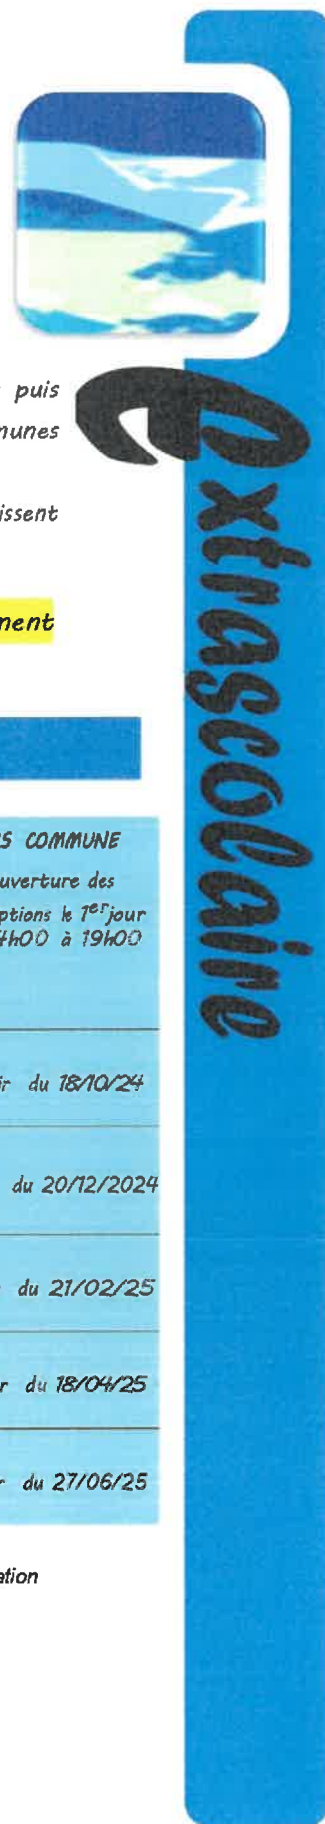 puis
munes
issent
ment
extrascolaire
S COMMUNE
uverture des
ptions le 1er jour
4h00 à 19h00
ir du 18/10/24
du 20/12/2024
du 21/02/25
r du 18/04/25
r du 27/06/25
ation